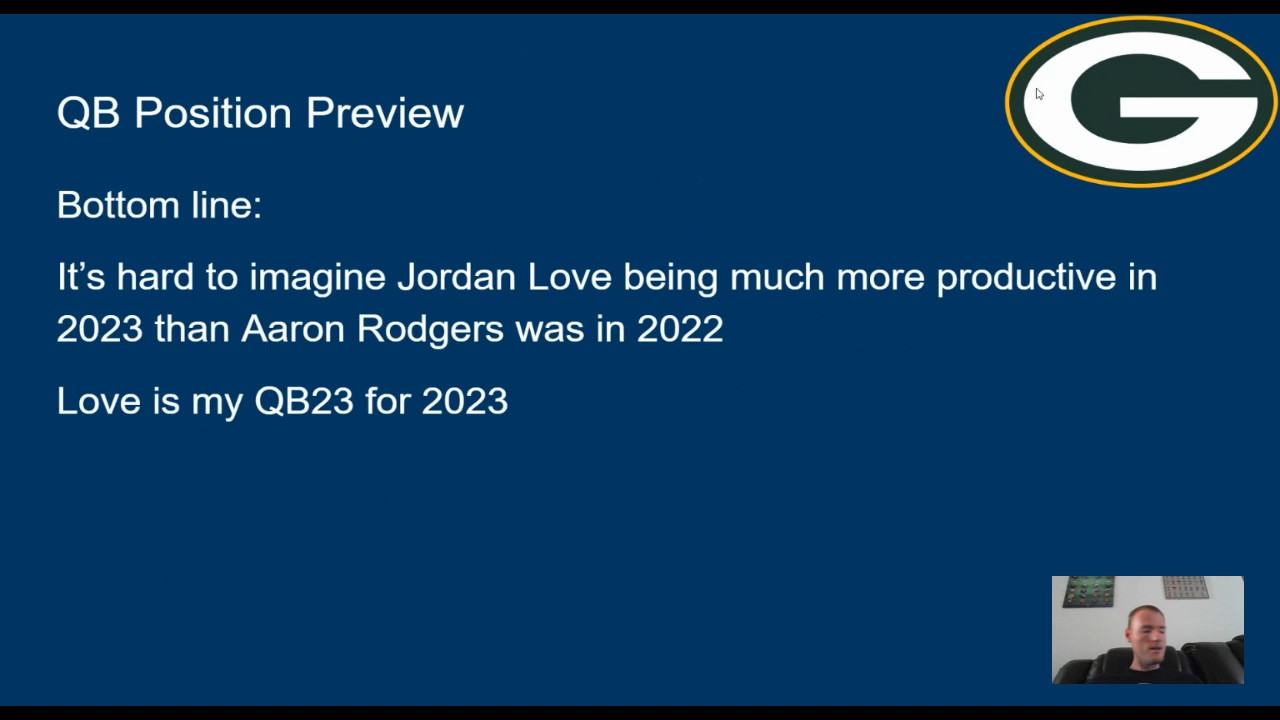 QB Position Preview
Bottom line:
It’s hard to imagine Jordan Love being much more productive in
2023 than Aaron Rodgers was in 2022
Love is my QB23 for 2023
G